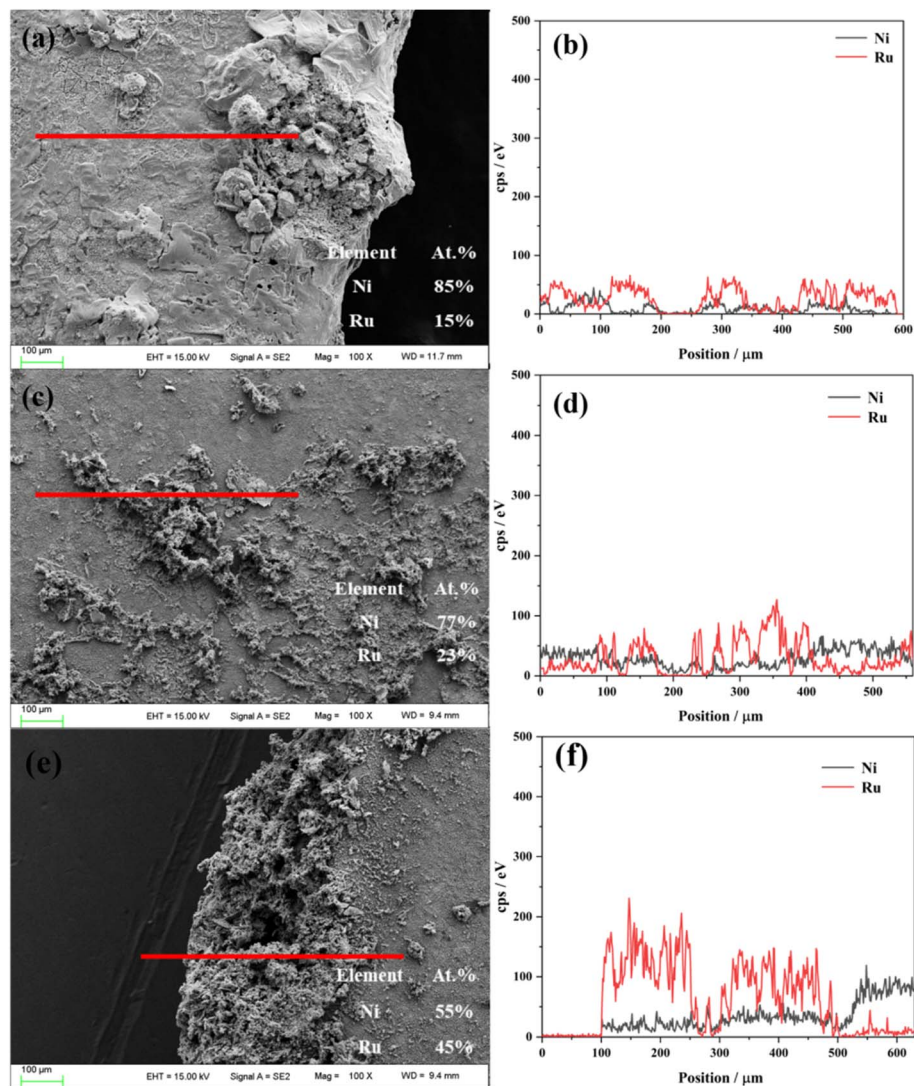 (a)
Element At.%
Ni 85%
Ru 15%
100 µm
EHT = 15.00 kV Signal A = SE2 Mag = 100 X WD = 11.7 mm
(b)
Ni
Ru
500
400
300
200
100
50
0
cps / eV
0 100 200 300 400 500 600
Position / µm
(c)
Element At.%
Ni 77%
Ru 23%
100 µm
EHT = 15.00 kV Signal A = SE2 Mag = 100 X WD = 9.4 mm
(d)
Ni
Ru
500
400
300
200
100
0
cps / eV
0 100 200 300 400 500
Position / µm
(e)
Element At.%
Ni 55%
Ru 45%
100 µm
EHT = 15.00 kV Signal A = SE2 Mag = 100 X WD = 9.4 mm
(f)
Ni
Ru
500
400
300
200
100
0
cps / eV
0 100 200 300 400 500 600
Position / µm